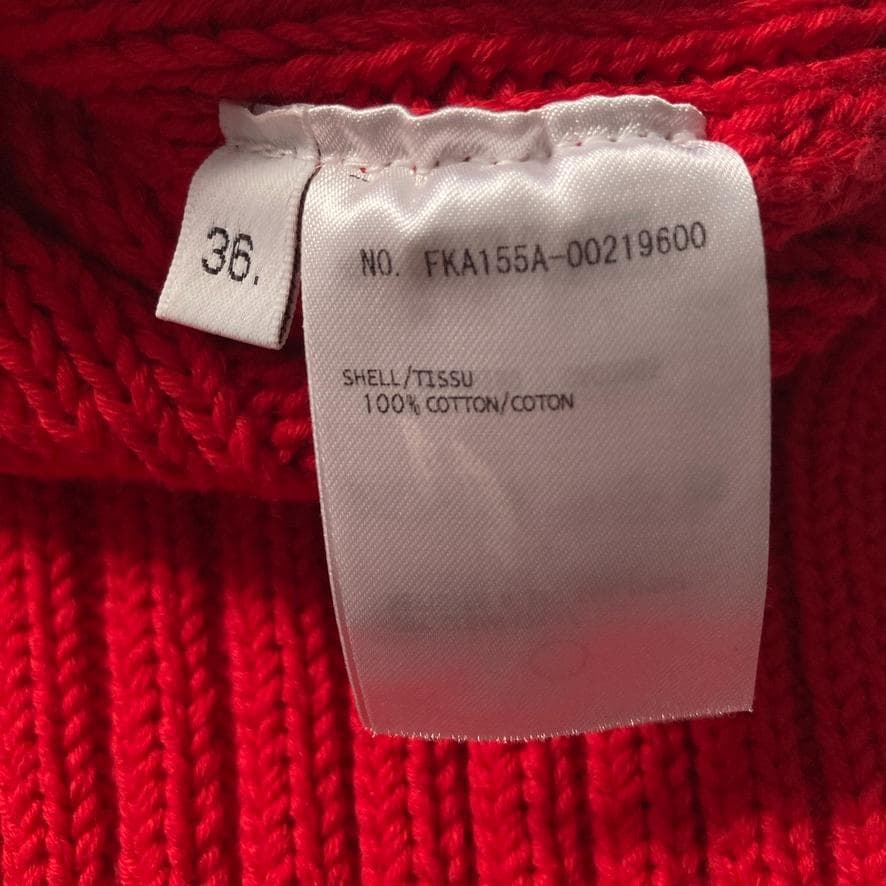 36.
NO. FKA155A-00219600
SHELL/TISSU
100% COTTON/COTON